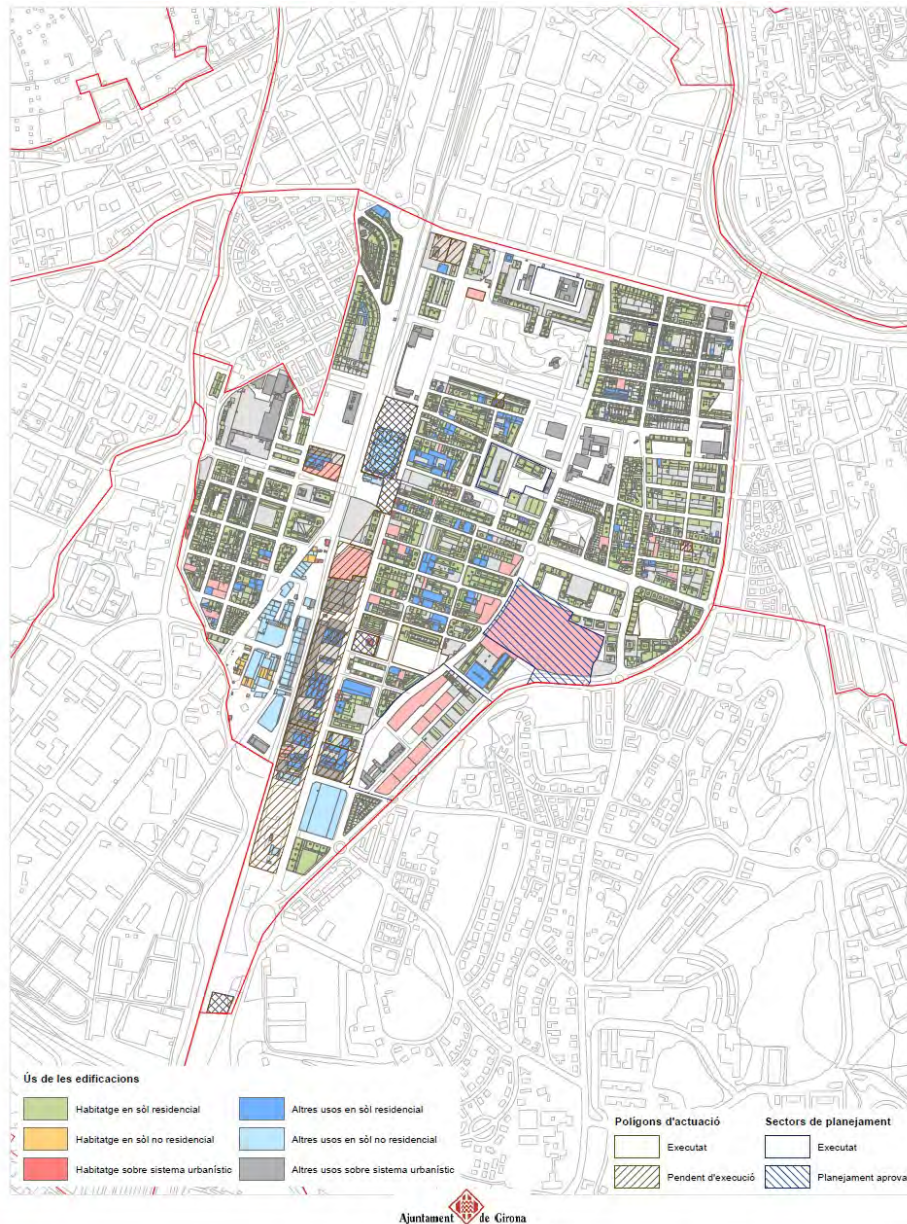 Ús de les edificacions
Habitatge en sòl residencial
Habitatge en sòl no residencial
Habitatge sobre sistema urbanístic
Altres usos en sòl residencial
Altres usos en sòl no residencial
Altres usos sobre sistema urbanístic
Polígons d'actuació
Executat
Pendent d'execució
Sectors de planejament
Executat
Planejament aprova
Ajuntament de Girona